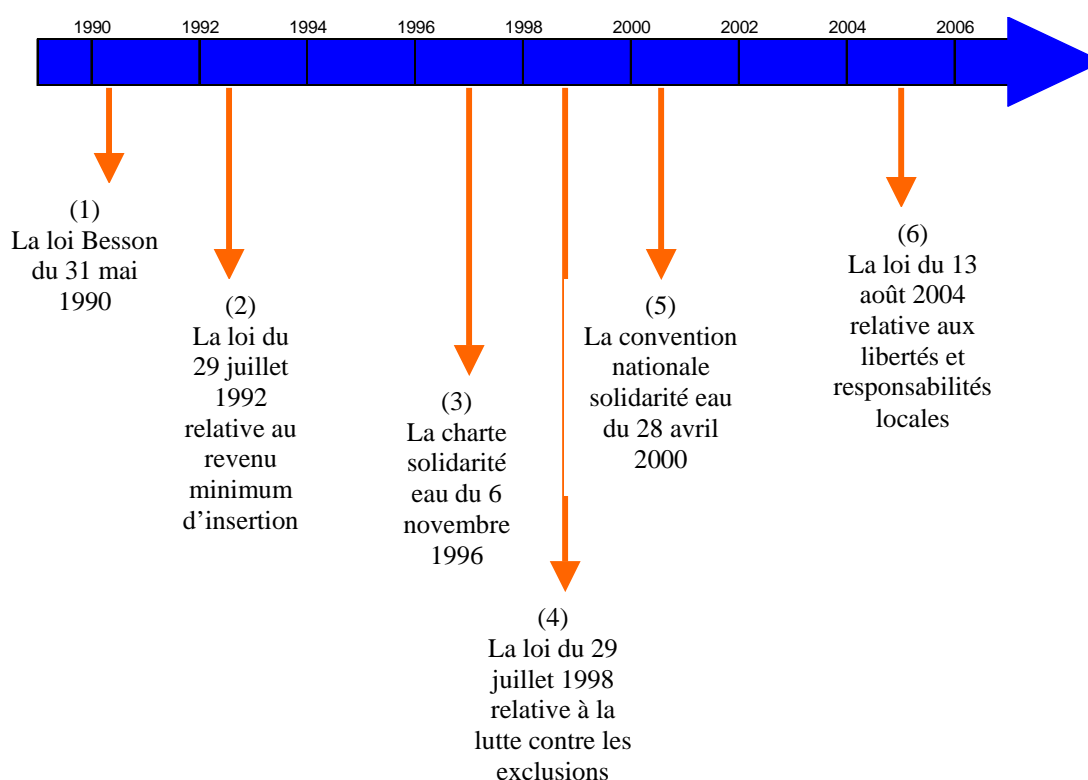 1990 1992 1994 1996 1998 2000 2002 2004 2006
(1)
La loi Besson
du 31 mai
1990
(2)
La loi du
29 juillet
1992
relative au
revenu
minimum
d’insertion
(3)
La charte
solidarité
eau du 6
novembre
1996
(4)
La loi du 29
juillet 1998
relative à la
lutte contre les
exclusions
(5)
La convention
nationale
solidarité eau
du 28 avril
2000
(6)
La loi du 13
août 2004
relative aux
libertés et
responsabilités
locales